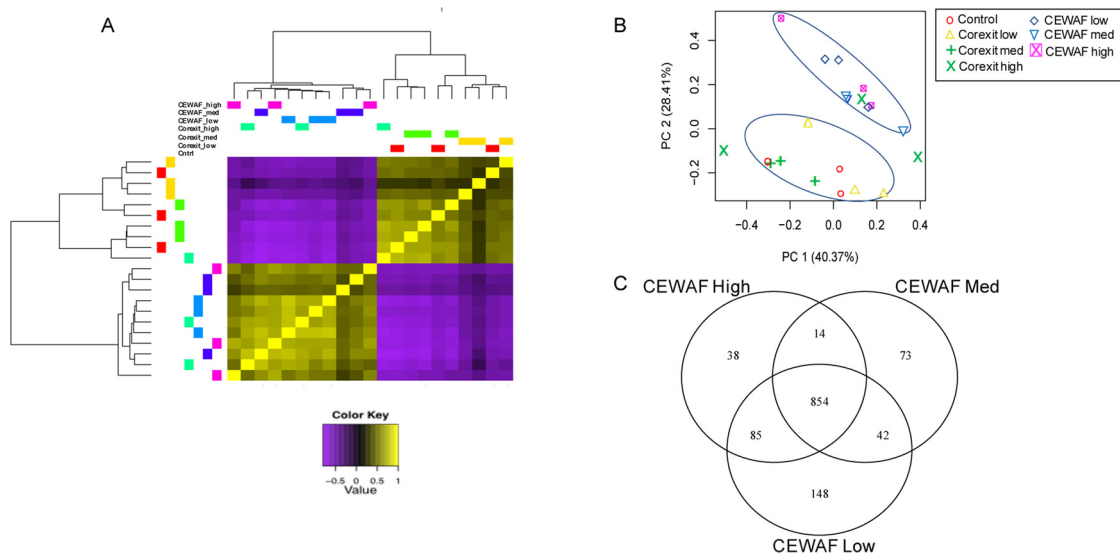 A
CEWAF_high
CEWAF_med
CEWAF_low
Corexit_high
Corexit_med
Corexit_low
Cntrl
Color Key
−0.5 0 0.5 1
Value
B
PC 2 (28.41%)
0.4
0.2
0.0
−0.2
−0.4 −0.2 0.0 0.2 0.4
PC 1 (40.37%)
Control
Corexit low
Corexit med
Corexit high
CEWAF low
CEWAF med
CEWAF high
C
CEWAF High
CEWAF Med
14
38
73
854
85
42
148
CEWAF Low